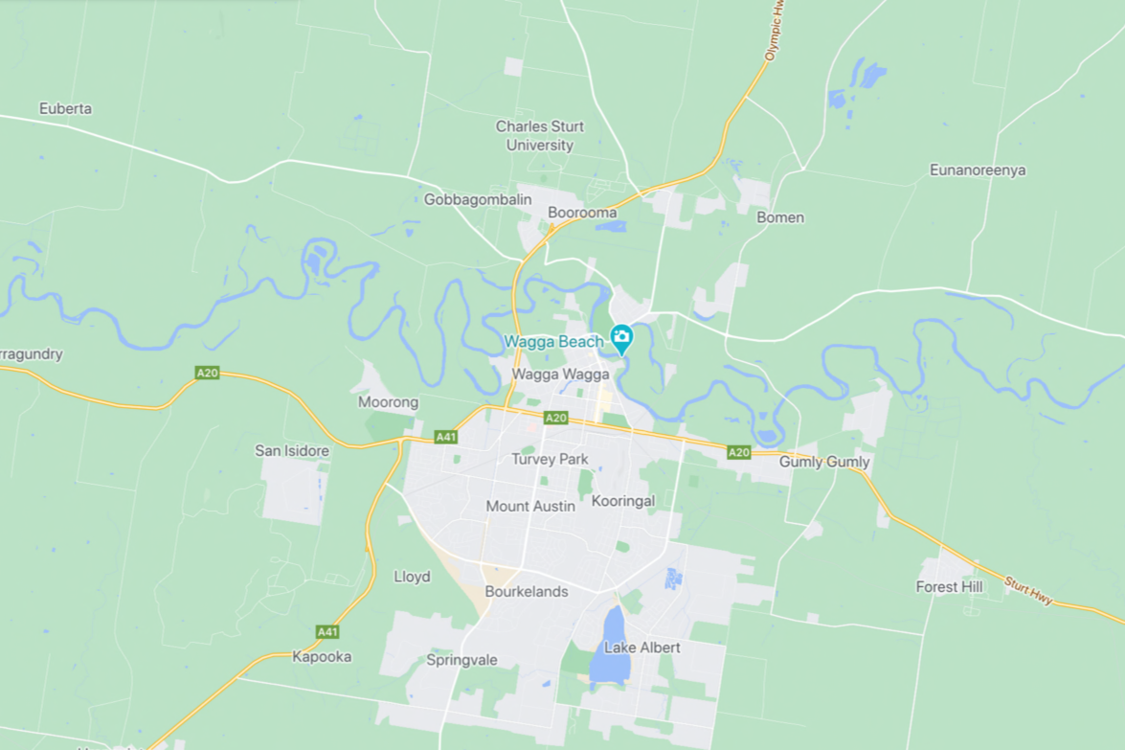 Olympic Hw
Euberta
Charles Sturt
University
Eunanoreenya
Gobbagombalin
Boorooma
Bomen
Wagga Beach
rragundry
A20
Wagga Wagga
Moorong
A20
A41
San Isidore
Turvey Park
A20
Gumly Gumly
Mount Austin
Kooringal
Lloyd
Bourkelands
Forest Hill
Sturt Hwy
A41
Kapooka
Springvale
Lake Albert